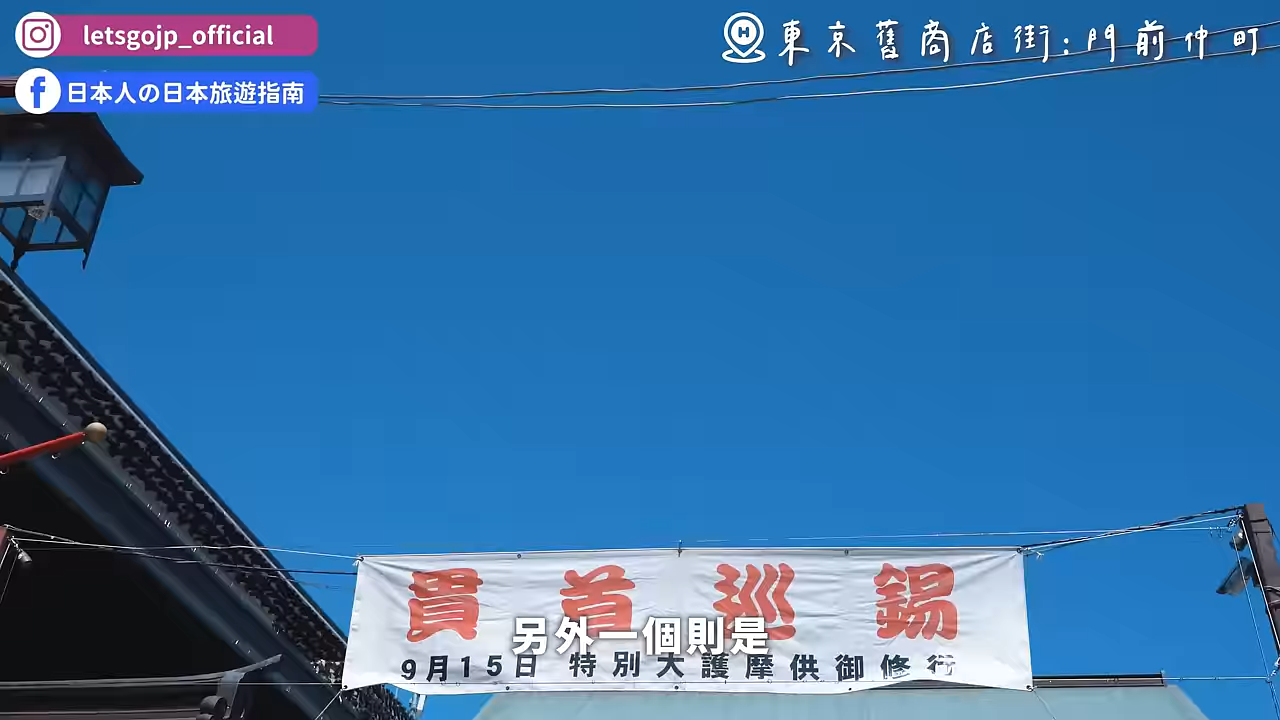 letsgojp_official
日本人の日本旅遊指南
東京舊商店街:門前仲町
貫首巡錫
9月15日 特別大護摩供御修行
另外一個則是